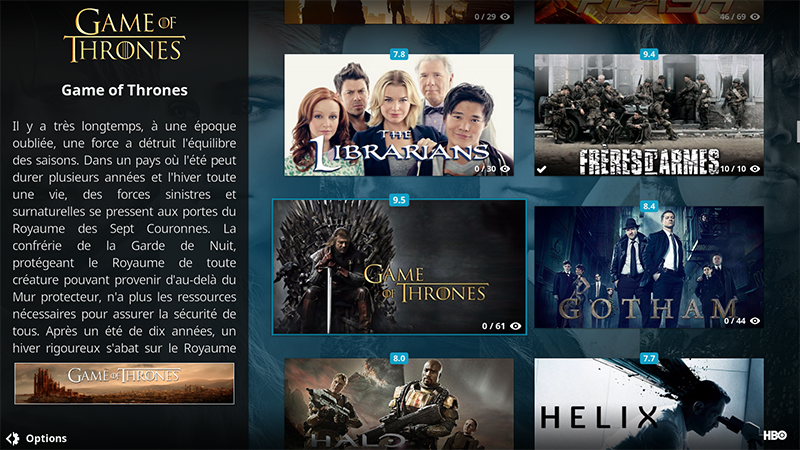 GAME OF
THRONES
Game of Thrones
Il y a très longtemps, à une époque
oubliée, une force a détruit l'équilibre
des saisons. Dans un pays où l'été peut
durer plusieurs années et l'hiver toute
une vie, des forces sinistres et
surnaturelles se pressent aux portes du
Royaume des Sept Couronnes. La
confrérie de la Garde de Nuit,
protégeant le Royaume de toute
créature pouvant provenir d'au-delà du
Mur protecteur, n'a plus les ressources
nécessaires pour assurer la sécurité de
tous. Après un été de dix années, un
hiver rigoureux s'abat sur le Royaume
GAME OF THRONES
Options
0 / 29
46 / 69
7.8
THE
LIBRARIANS
0 / 30
9.4
FRÈRES D'ARMES
10 / 10
9.5
GAME
OF THRONES
0 / 61
8.4
GOTHAM
0 / 44
8.0
HALO
7.7
HELIX
HBO